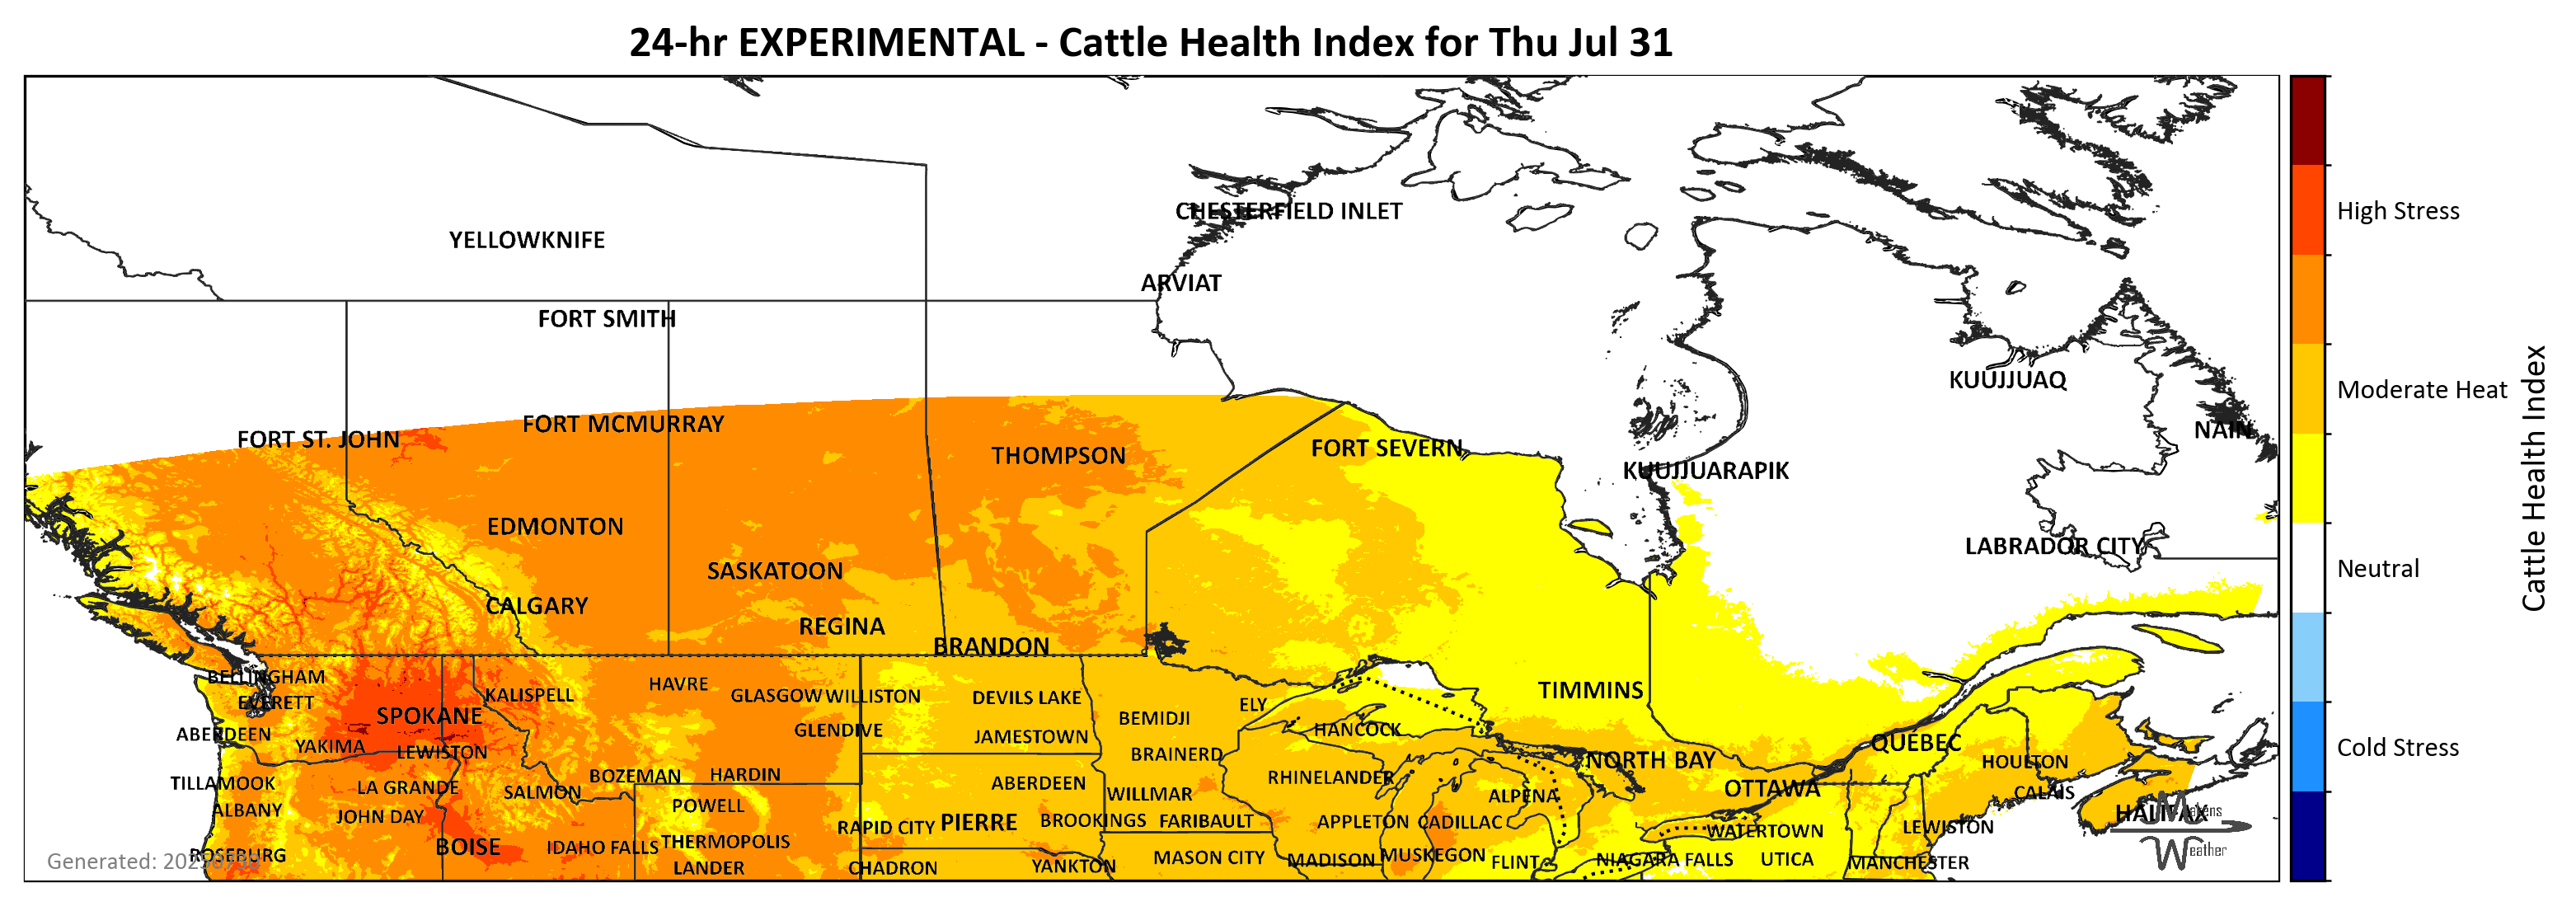 24-hr EXPERIMENTAL - Cattle Health Index for Thu Jul 31
CHESTERFIELD INLET
High Stress
YELLOWKNIFE
ARVIAT
FORT SMITH
KUUJJUAQ
Moderate Heat
Cattle Health Index
FORT MCMURRAY
NAIN
FORT ST. JOHN
FORT SEVERN
THOMPSON
KUUJJUARAPIK
EDMONTON
LABRADOR CITY
SASKATOON
Neutral
CALGARY
REGINA
BRANDON
BELLINGHAM
HAVRE
KALISPELL
GLASGOW
WILLISTON
DEVILS LAKE
TIMMINS
EVERETT
ELY
SPOKANE
BEMIDJI
ABERDEEN
GLENDIVE
JAMESTOWN
HANCOCK
QUEBEC
YAKIMA
LEWISTON
BRAINERD
NORTH BAY
HOULTON
Cold Stress
BOZEMAN
HARDIN
RHINELANDER
TILLAMOOK
LA GRANDE
SALMON
ABERDEEN
WILLMAR
ALPENA
OTTAWA
CALAIS
ALBANY
JOHN DAY
POWELL
HALIFAX
Makens
RAPID CITY
PIERRE
BROOKINGS
FARIBAULT
APPLETON
CADILLAC
WATERTOWN
LEWISTON
BOISE
IDAHO FALLS
THERMOPOLIS
Weather
Generated:
ROSEBURG
LANDER
CHADRON
YANKTON
MASON CITY
MADISON
MUSKEGON
FLINT
NIAGARA FALLS
UTICA
MANCHESTER